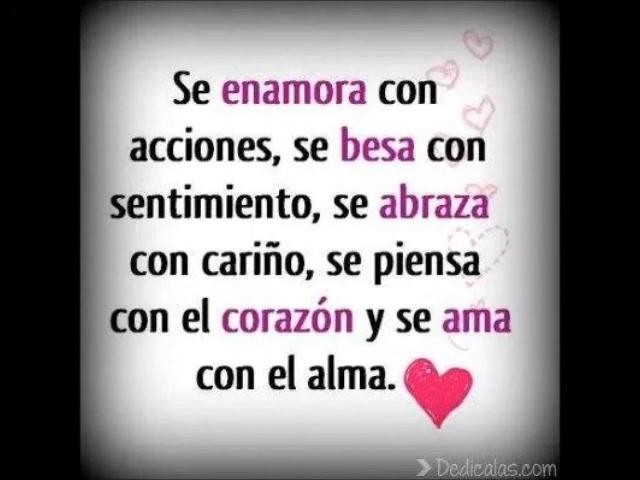 Se enamora con
acciones, se besa con
sentimiento, se abraza
con cariño, se piensa
con el corazón y se ama
con el alma.
Dedicalas.com